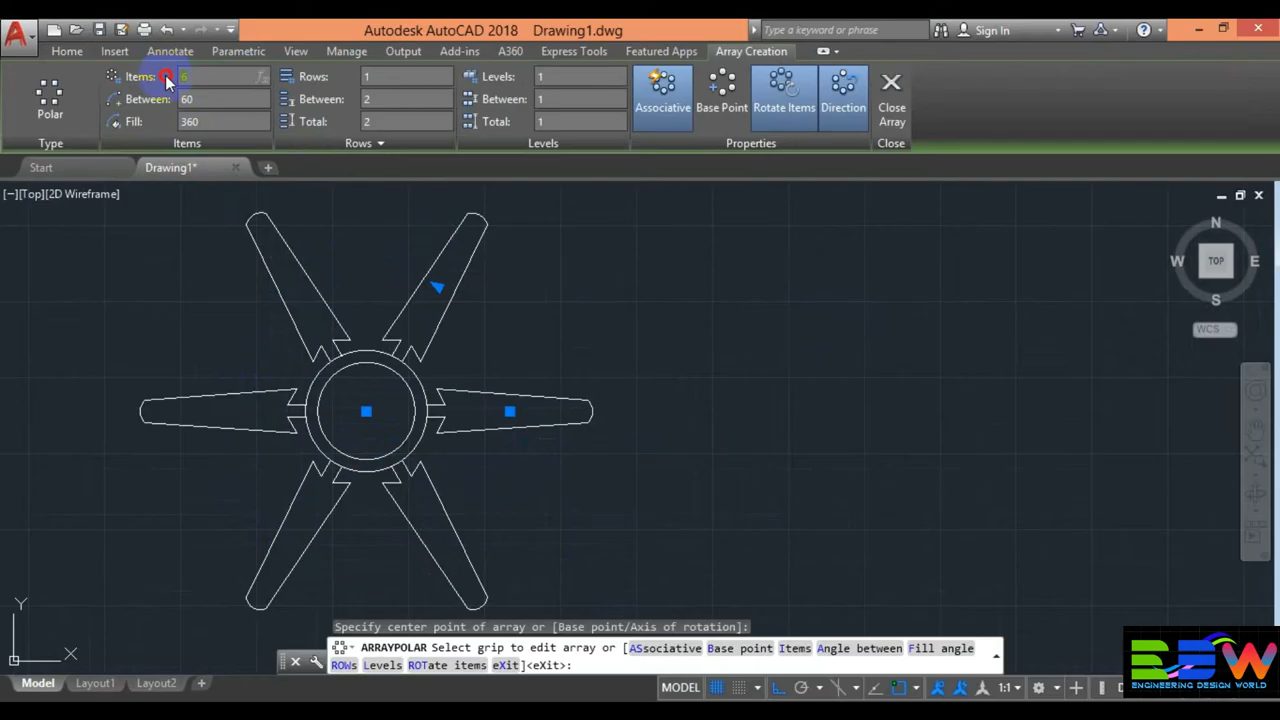 Autodesk AutoCAD 2018 Drawing1.dwg
Type a keyword or phrase
Sign In
Home Insert Annotate Parametric View Manage Output Add-ins A360 Express Tools Featured Apps Array Creation
Polar
Items: 6
Between: 60
Fill: 360
Rows: 1
Between: 2
Total: 2
Levels: 1
Between: 1
Total: 1
Associative Base Point Rotate Items Direction
Close
Array
Type Items Rows Levels Properties Close
Start Drawing1*
[−][Top][2D Wireframe]
N
W TOP E
S
WCS
Y
X
Specify center point of array or [Base point/Axis of rotation]:
ARRAYPOLAR Select grip to edit array or [ASsociative Base point Items Angle between Fill angle
ROWs Levels ROTate items eXit]<eXit>:
Model Layout1 Layout2
MODEL 1:1
ENGINEERING DESIGN WORLD